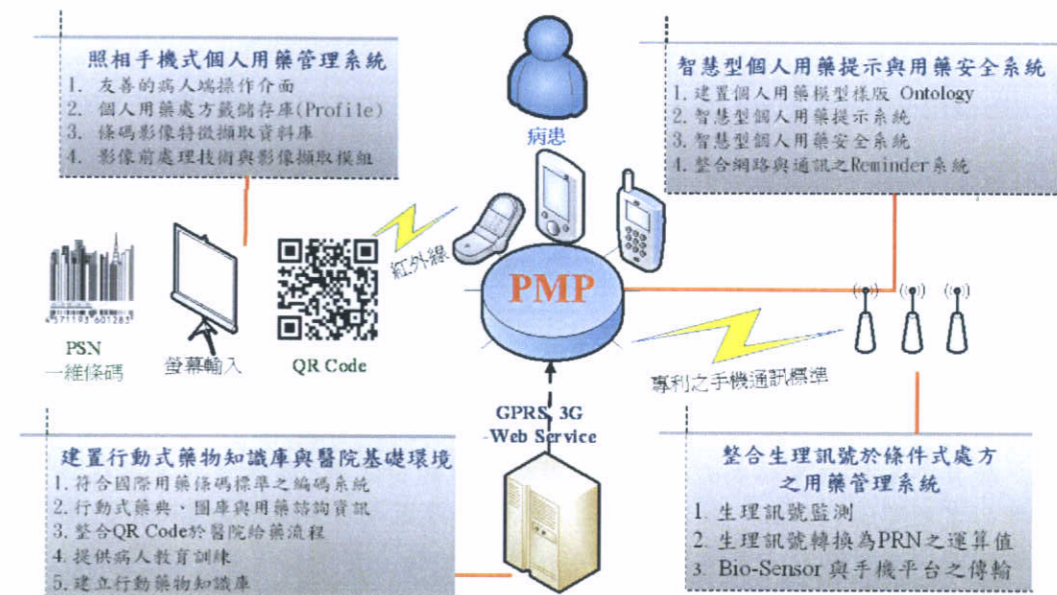 照相手機式個人用藥管理系統
1. 友善的病人端操作介面
2. 個人用藥處方籤儲存庫(Profile)
3. 條碼影像特徵擷取資料庫
4. 影像前處理技術與影像擷取模組
病患
智慧型個人用藥提示與用藥安全系統
1.建置個人用藥模型樣版 Ontology
2.智慧型個人用藥提示系統
3.智慧型個人用藥安全系統
4.整合網路與通訊之Reminder系統
紅外線
PMP
4 571193 601283
PSN
一維條碼
螢幕輸入
QR Code
專利之手機通訊標準
GPRS, 3G
-Web Service
建置行動式藥物知識庫與醫院基礎環境
1.符合國際用藥條碼標準之編碼系統
2.行動式藥典、圖庫與用藥諮詢資訊
3.整合QR Code於醫院給藥流程
4.提供病人教育訓練
5.建立行動藥物知識庫
整合生理訊號於條件式處方
之用藥管理系統
1. 生理訊號監測
2. 生理訊號轉換為PRN之運算值
3. Bio-Sensor 與手機平台之傳輸